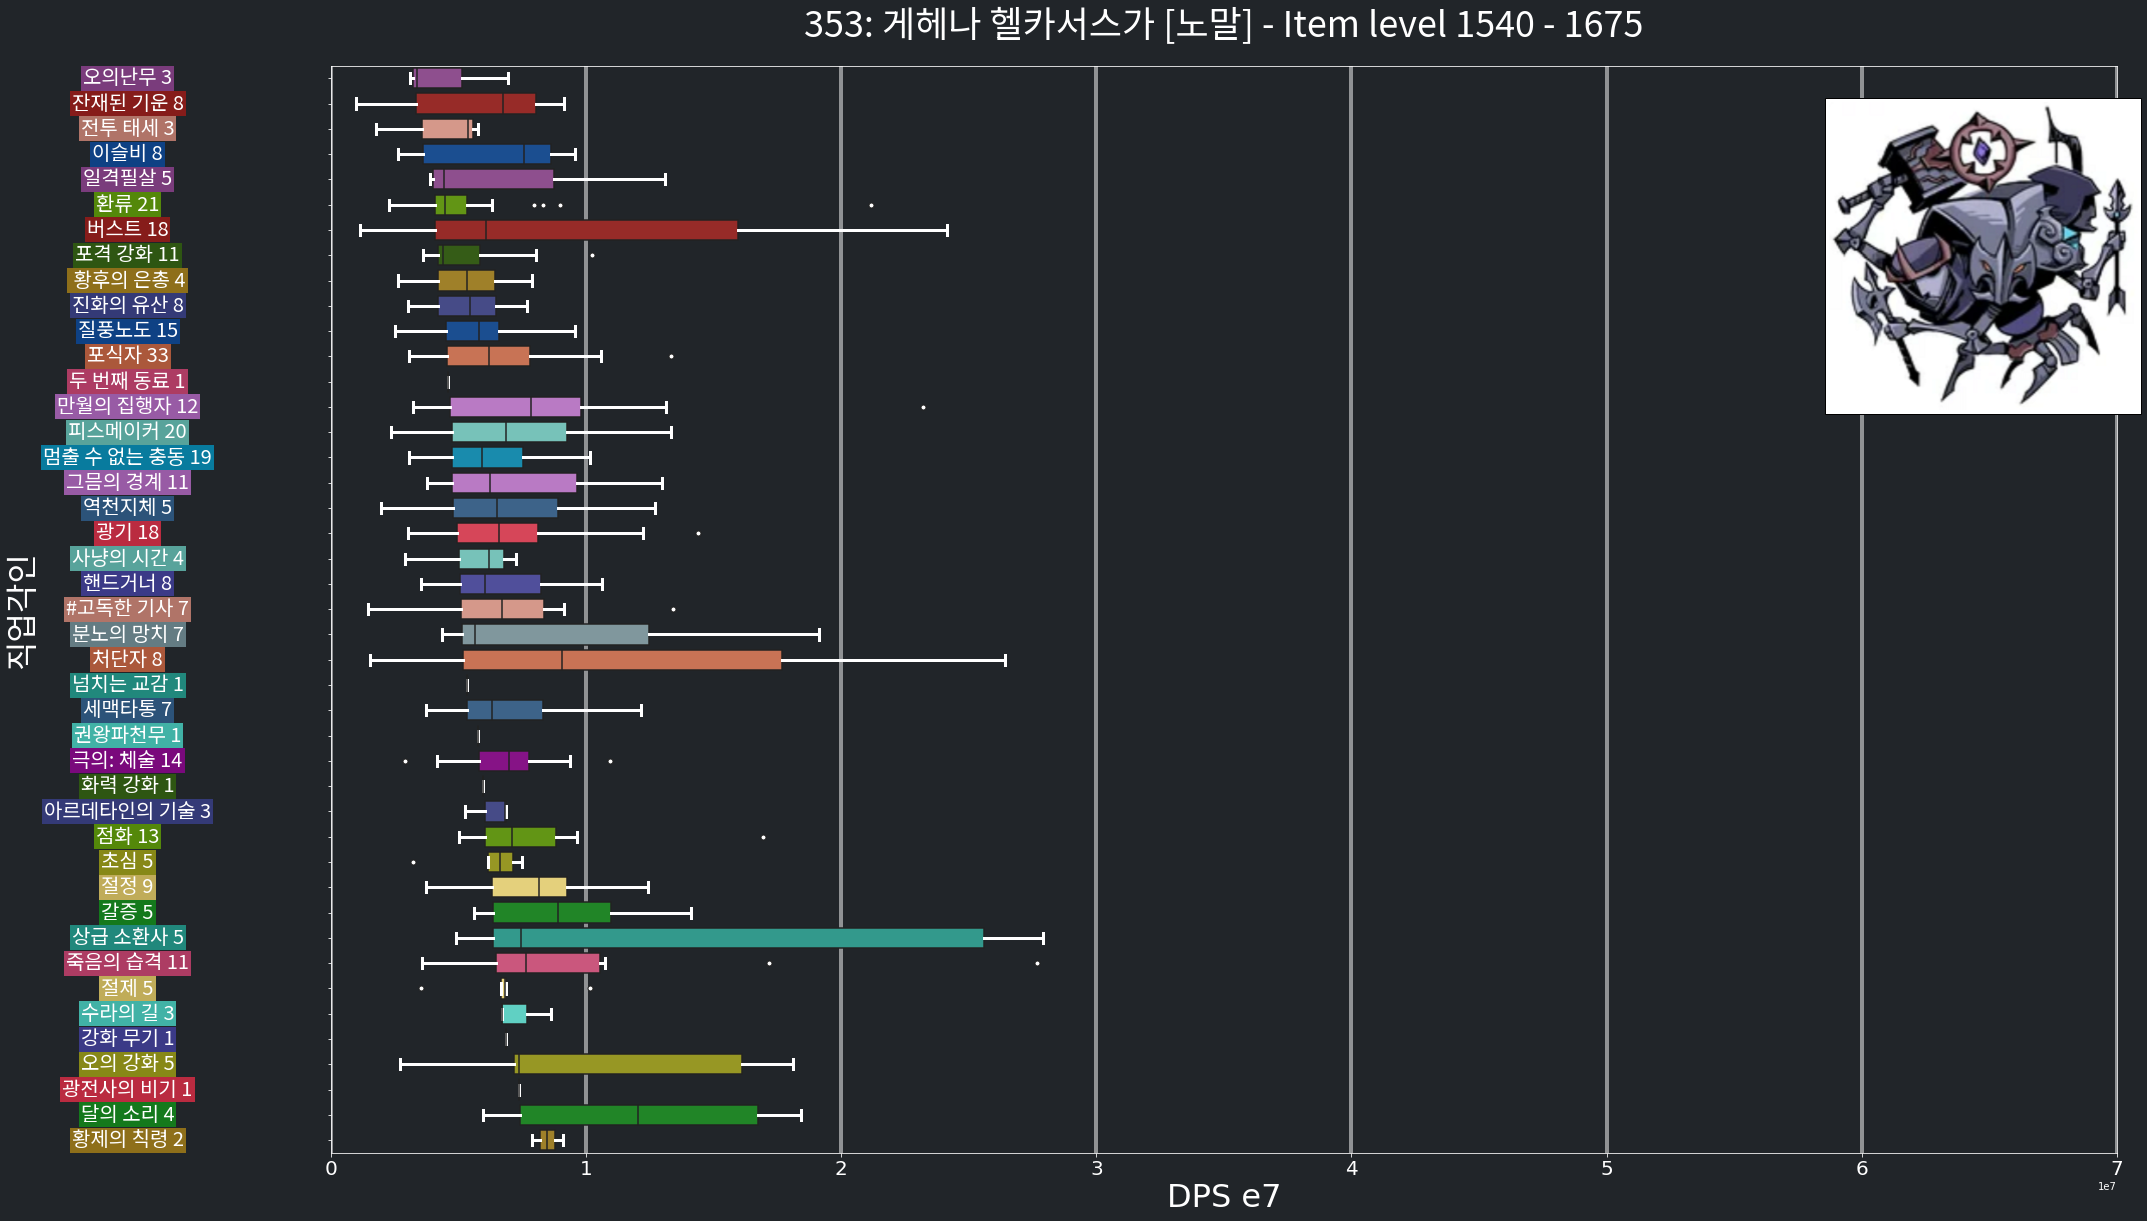 353: 게헤나 헬카서스가 [노말] - Item level 1540 - 1675
오의난무 3
잔재된 기운 8
전투 태세 3
이슬비 8
일격필살 5
환류 21
버스트 18
포격 강화 11
황후의 은총 4
진화의 유산 8
질풍노도 15
포식자 33
두 번째 동료 1
만월의 집행자 12
피스메이커 20
멈출 수 없는 충동 19
그믐의 경계 11
역천지체 5
광기 18
사냥의 시간 4
핸드거너 8
#고독한 기사 7
분노의 망치 7
처단자 8
넘치는 교감 1
세맥타통 7
권왕파천무 1
극의: 체술 14
화력 강화 1
아르데타인의 기술 3
점화 13
초심 5
절정 9
갈증 5
상급 소환사 5
죽음의 습격 11
절제 5
수라의 길 3
강화 무기 1
오의 강화 5
광전사의 비기 1
달의 소리 4
황제의 칙령 2
직업각인
0 1 2 3 4 5 6 7
1e7
DPS e7